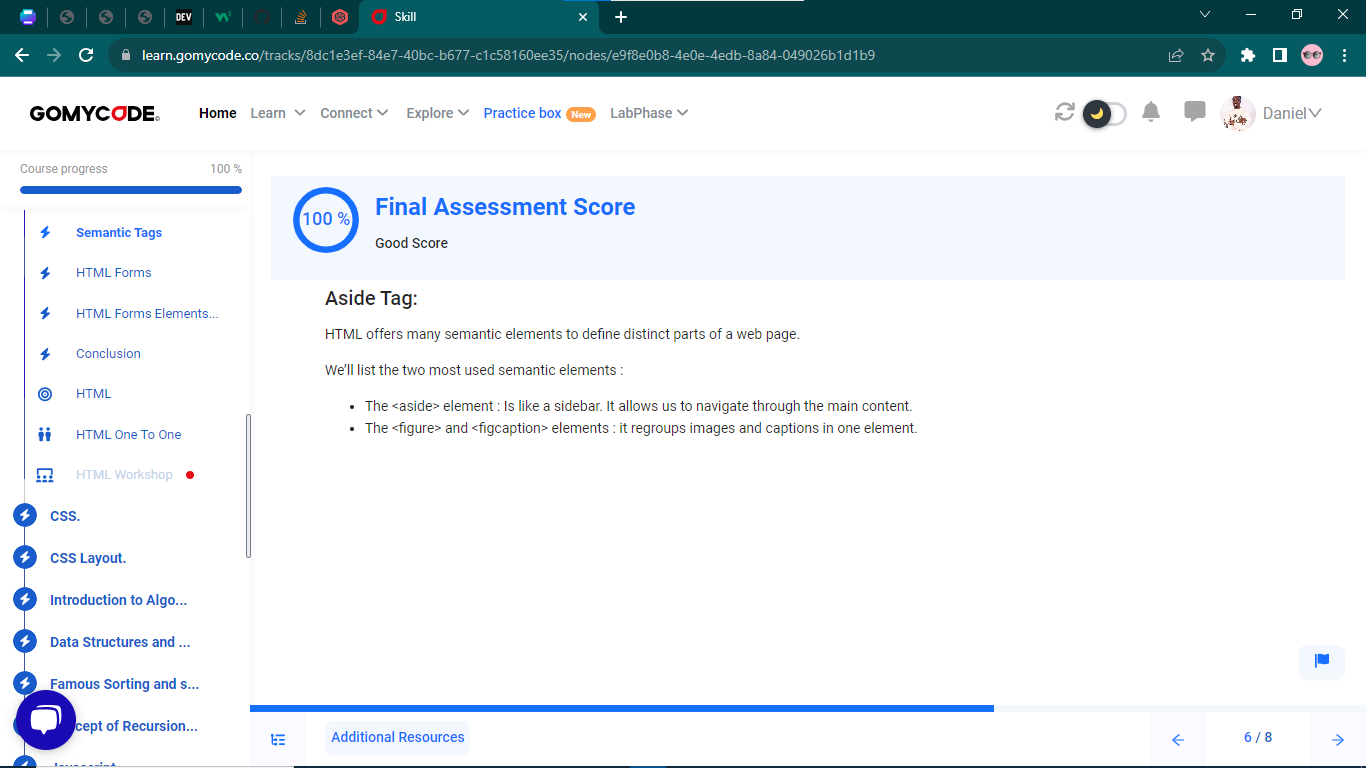 DEV
Skill
learn.gomycode.co/tracks/8dc1e3ef-84e7-40bc-b677-c1c58160ee35/nodes/e9f8e0b8-4e0e-4edb-8a84-049026b1d1b9
GOMYCODE
Home Learn Connect Explore Practice box New LabPhase Daniel
Course progress 100 %
Semantic Tags
HTML Forms
HTML Forms Elements...
Conclusion
HTML
HTML One To One
HTML Workshop
CSS.
CSS Layout.
Introduction to Algo...
Data Structures and ...
Famous Sorting and s...
cept of Recursion...
Javascript
100 %
Final Assessment Score
Good Score
Aside Tag:
HTML offers many semantic elements to define distinct parts of a web page.
We’ll list the two most used semantic elements :
• The <aside> element : Is like a sidebar. It allows us to navigate through the main content.
• The <figure> and <figcaption> elements : it regroups images and captions in one element.
Additional Resources
6 / 8